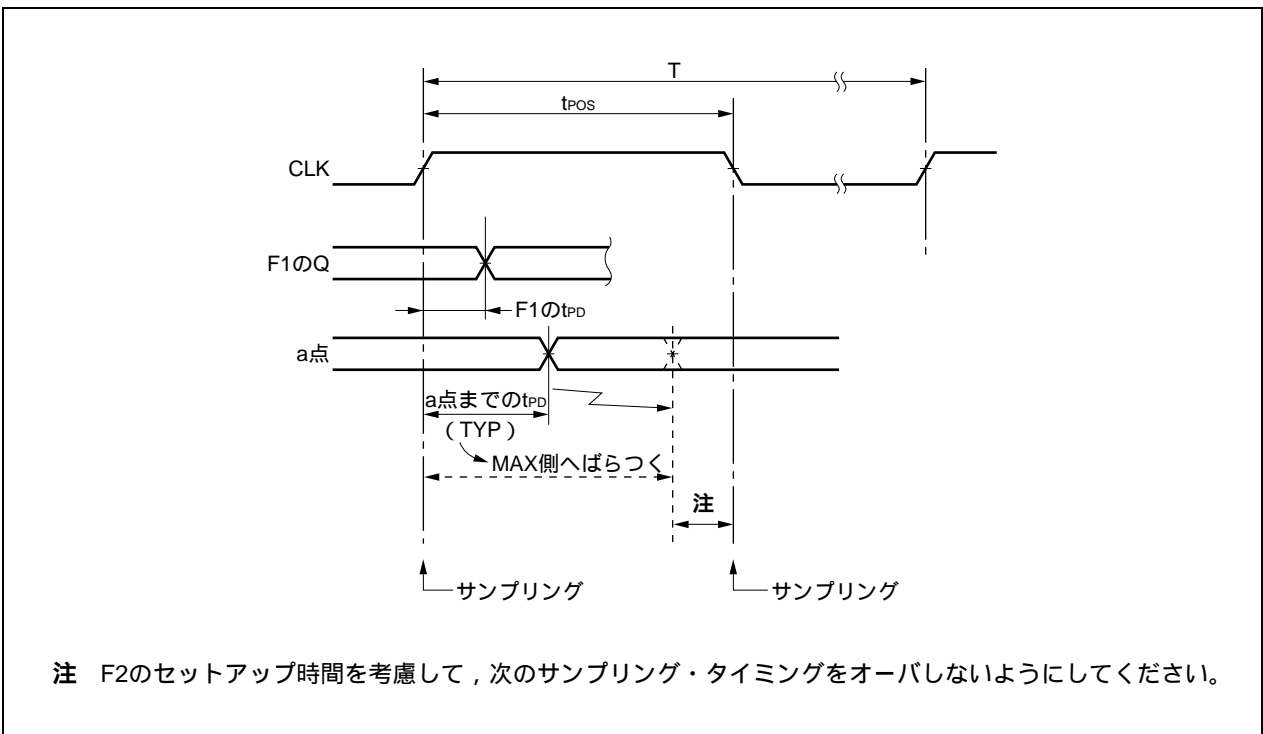 T
tPOS
CLK
F1のQ
F1のtPD
a点
a点までのtPD
（TYP）
MAX側へばらつく
注
サンプリング
サンプリング
注　F2のセットアップ時間を考慮して，次のサンプリング・タイミングをオーバしないようにしてください。